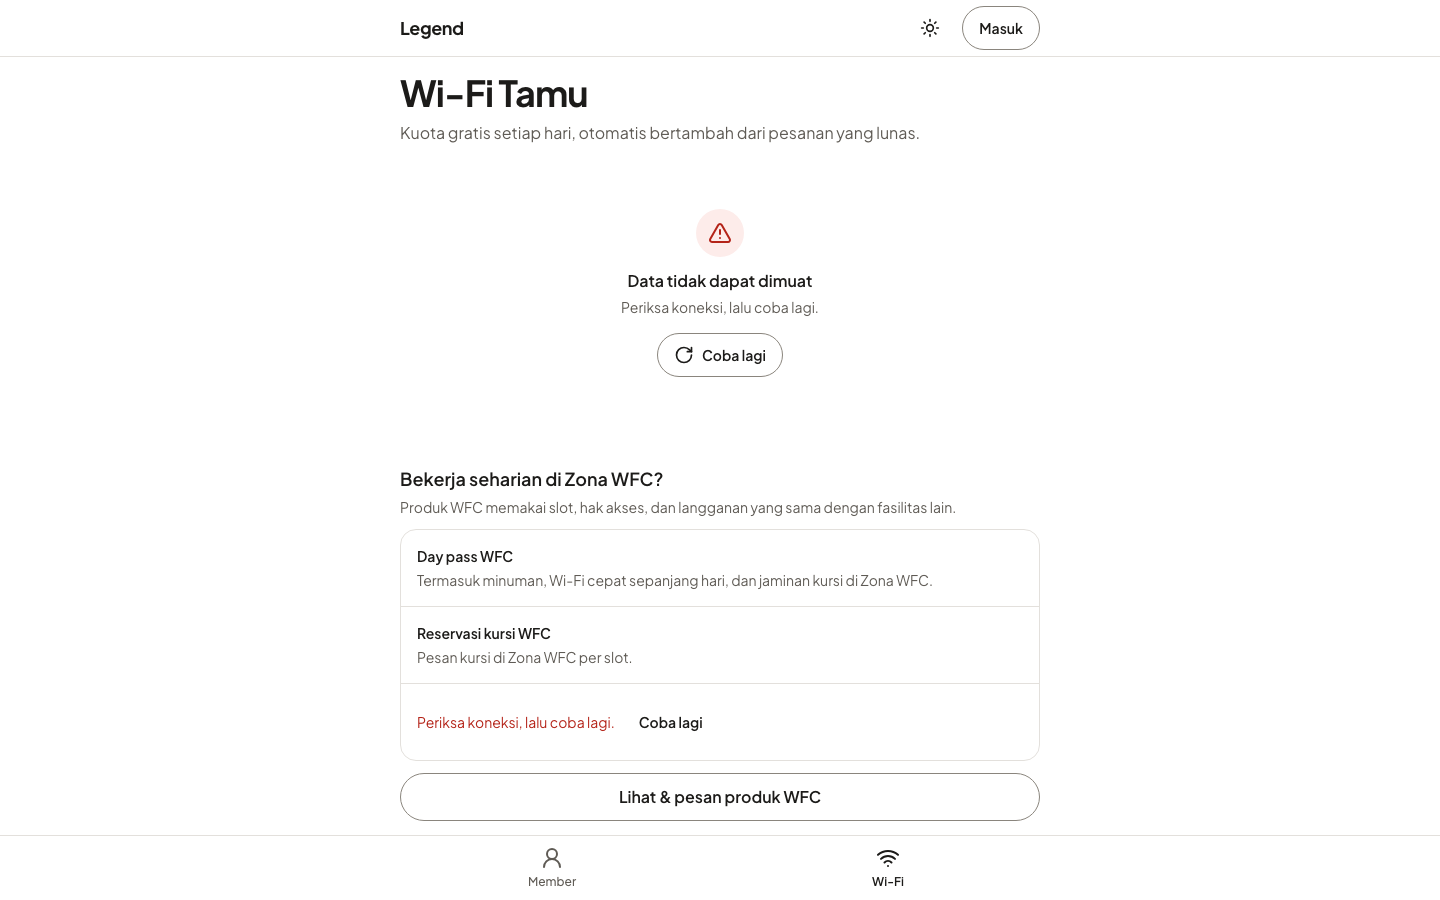 Legend
Masuk
Wi-Fi Tamu
Kuota gratis setiap hari, otomatis bertambah dari pesanan yang lunas.
Data tidak dapat dimuat
Periksa koneksi, lalu coba lagi.
Coba lagi
Bekerja seharian di Zona WFC?
Produk WFC memakai slot, hak akses, dan langganan yang sama dengan fasilitas lain.
Day pass WFC
Termasuk minuman, Wi-Fi cepat sepanjang hari, dan jaminan kursi di Zona WFC.
Reservasi kursi WFC
Pesan kursi di Zona WFC per slot.
Periksa koneksi, lalu coba lagi. Coba lagi
Lihat & pesan produk WFC
Member
Wi-Fi